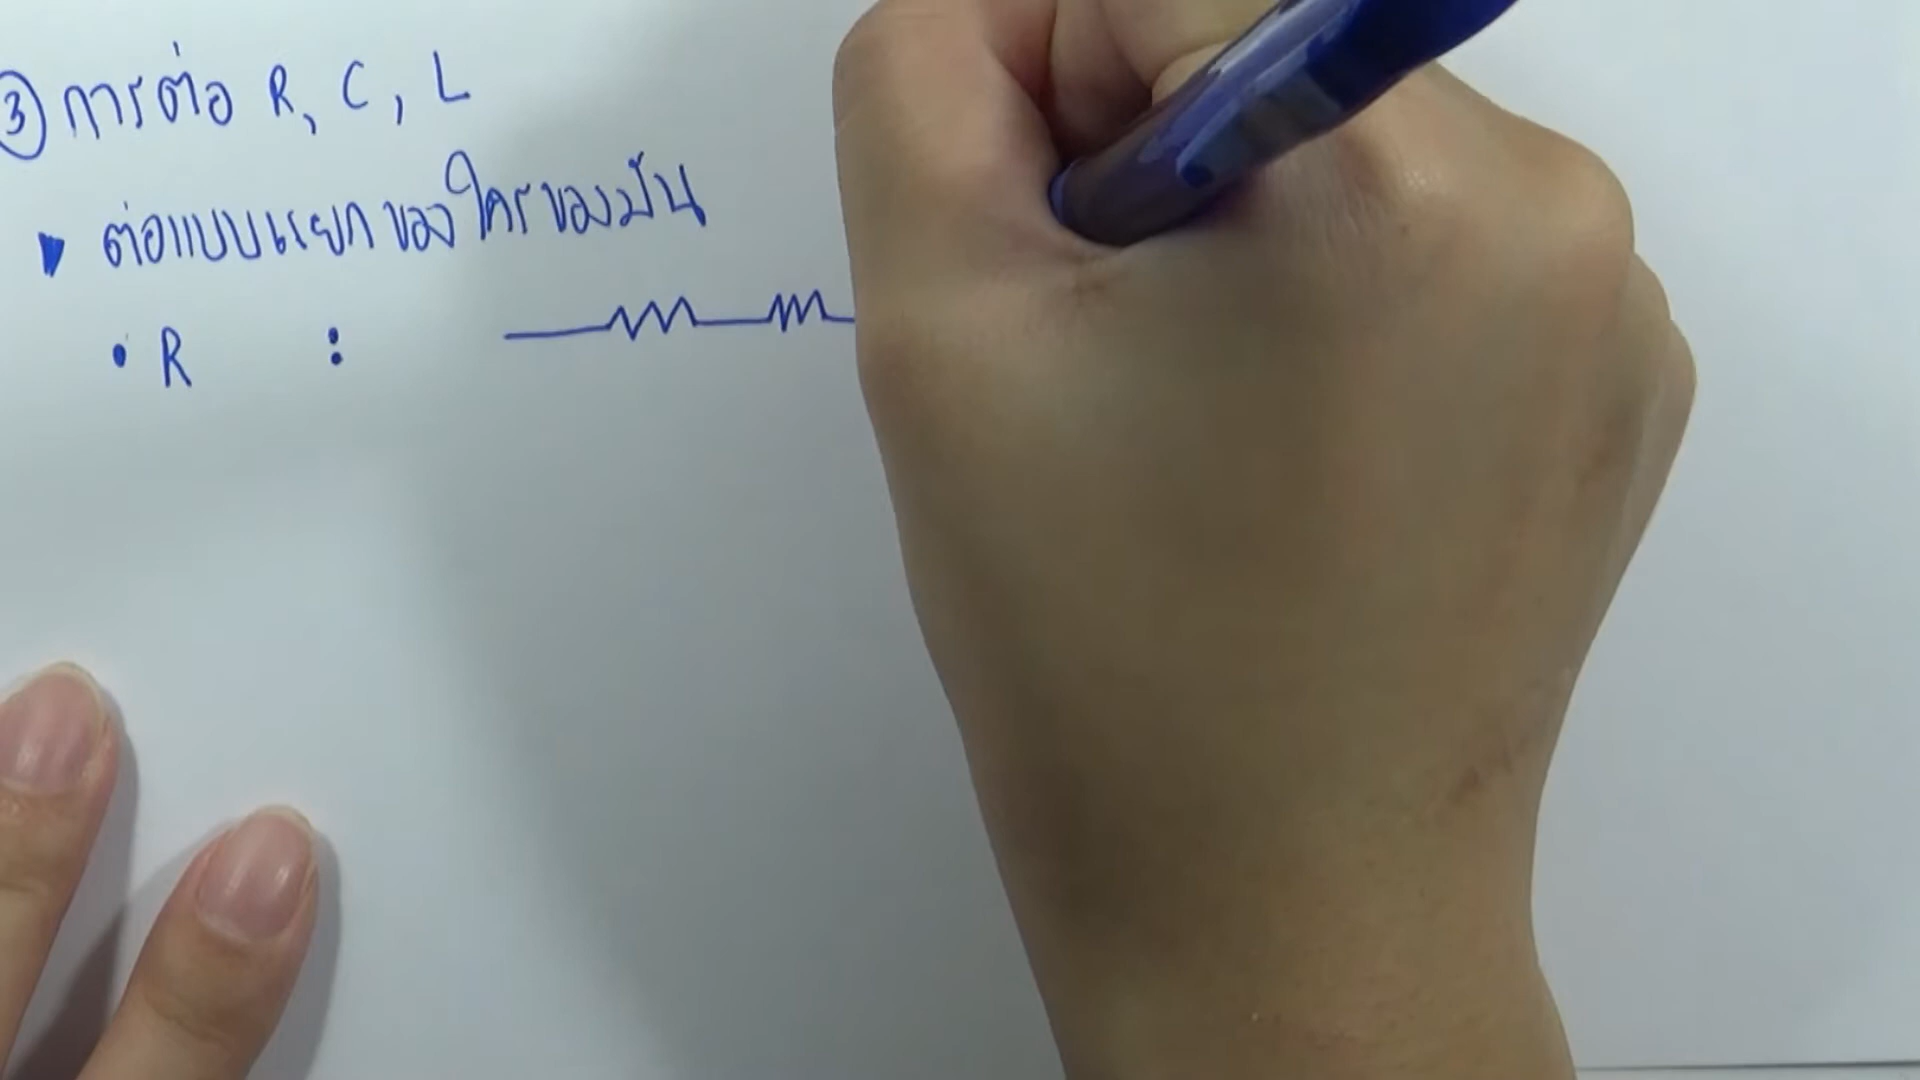 ③ การต่อ R, C, L
▸ ต่อแบบแยก ของใครของมัน
• R :